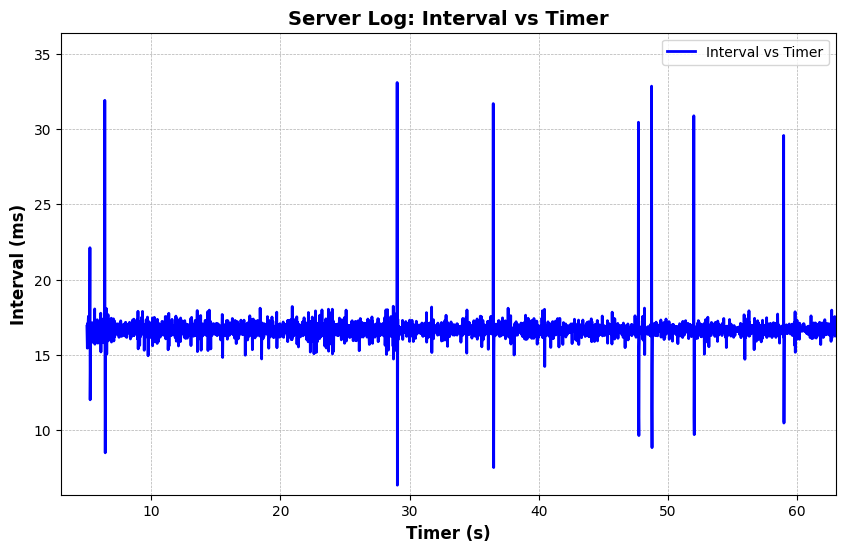 Server Log: Interval vs Timer
Interval vs Timer
35
30
25
20
15
10
Interval (ms)
10 20 30 40 50 60
Timer (s)